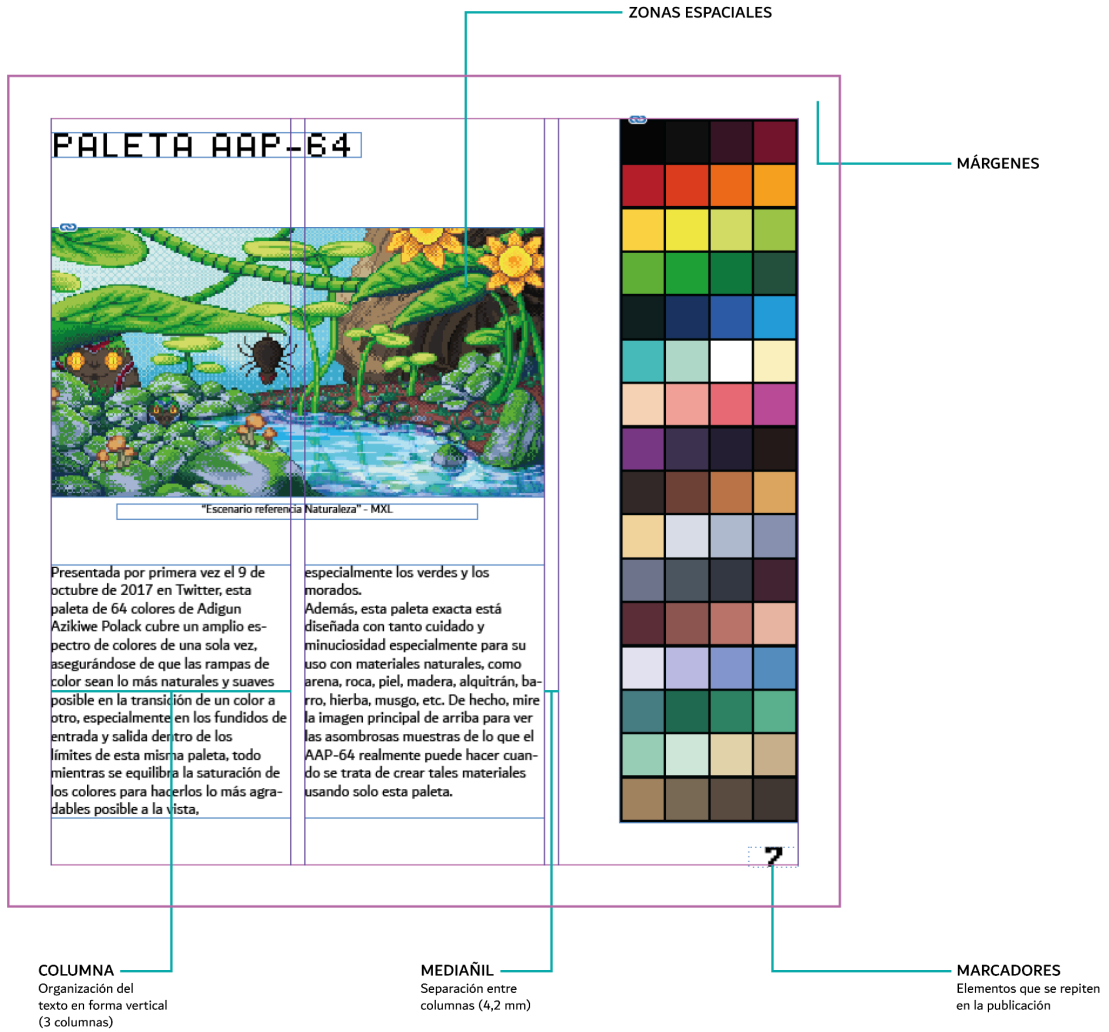 ZONAS ESPACIALES
MÁRGENES
PALETA AAP-64
“Escenario referencia Naturaleza” - MXL
Presentada por primera vez el 9 de
octubre de 2017 en Twitter, esta
paleta de 64 colores de Adigun
Azikiwe Polack cubre un amplio es-
pectro de colores de una sola vez,
asegurándose de que las rampas de
color sean lo más naturales y suaves
posible en la transición de un color a
otro, especialmente en los fundidos de
entrada y salida dentro de los
límites de esta misma paleta, todo
mientras se equilibra la saturación de
los colores para hacerlos lo más agra-
dables posible a la vista,
especialmente los verdes y los
morados.
Además, esta paleta exacta está
diseñada con tanto cuidado y
minuciosidad especialmente para su
uso con materiales naturales, como
arena, roca, piel, madera, alquitrán, ba-
rro, hierba, musgo, etc. De hecho, mire
la imagen principal de arriba para ver
las asombrosas muestras de lo que el
AAP-64 realmente puede hacer cuan-
do se trata de crear tales materiales
usando solo esta paleta.
7
COLUMNA
Organización del
texto en forma vertical
(3 columnas)
MEDIAÑIL
Separación entre
columnas (4,2 mm)
MARCADORES
Elementos que se repiten
en la publicación